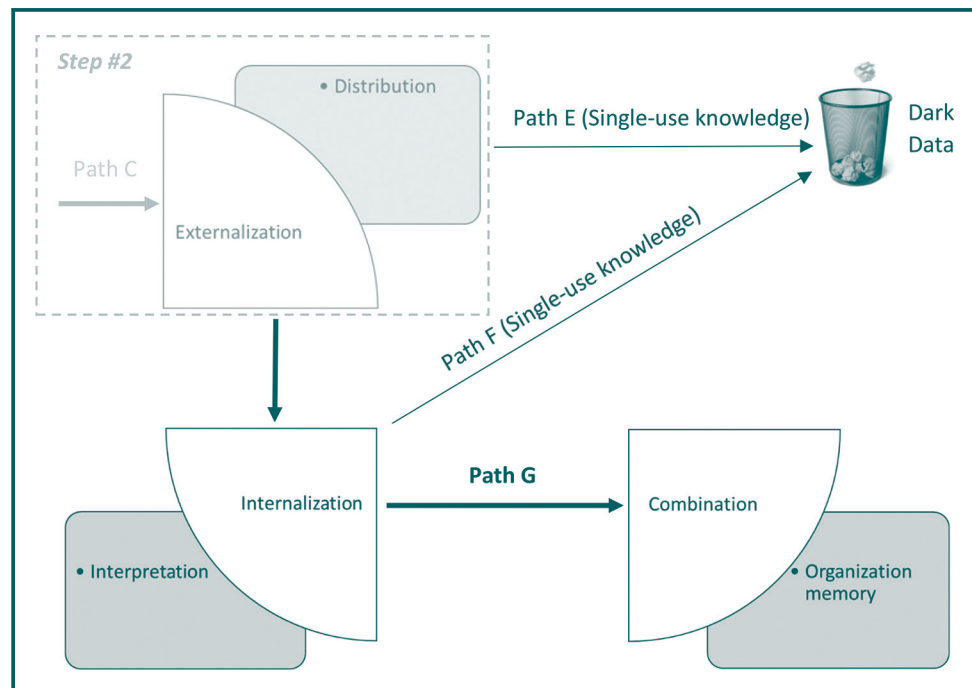 Step #2
• Distribution
Path C
Externalization
Path E (Single-use knowledge)
Dark
Data
Path F (Single-use knowledge)
Internalization
• Interpretation
Path G
Combination
• Organization
memory